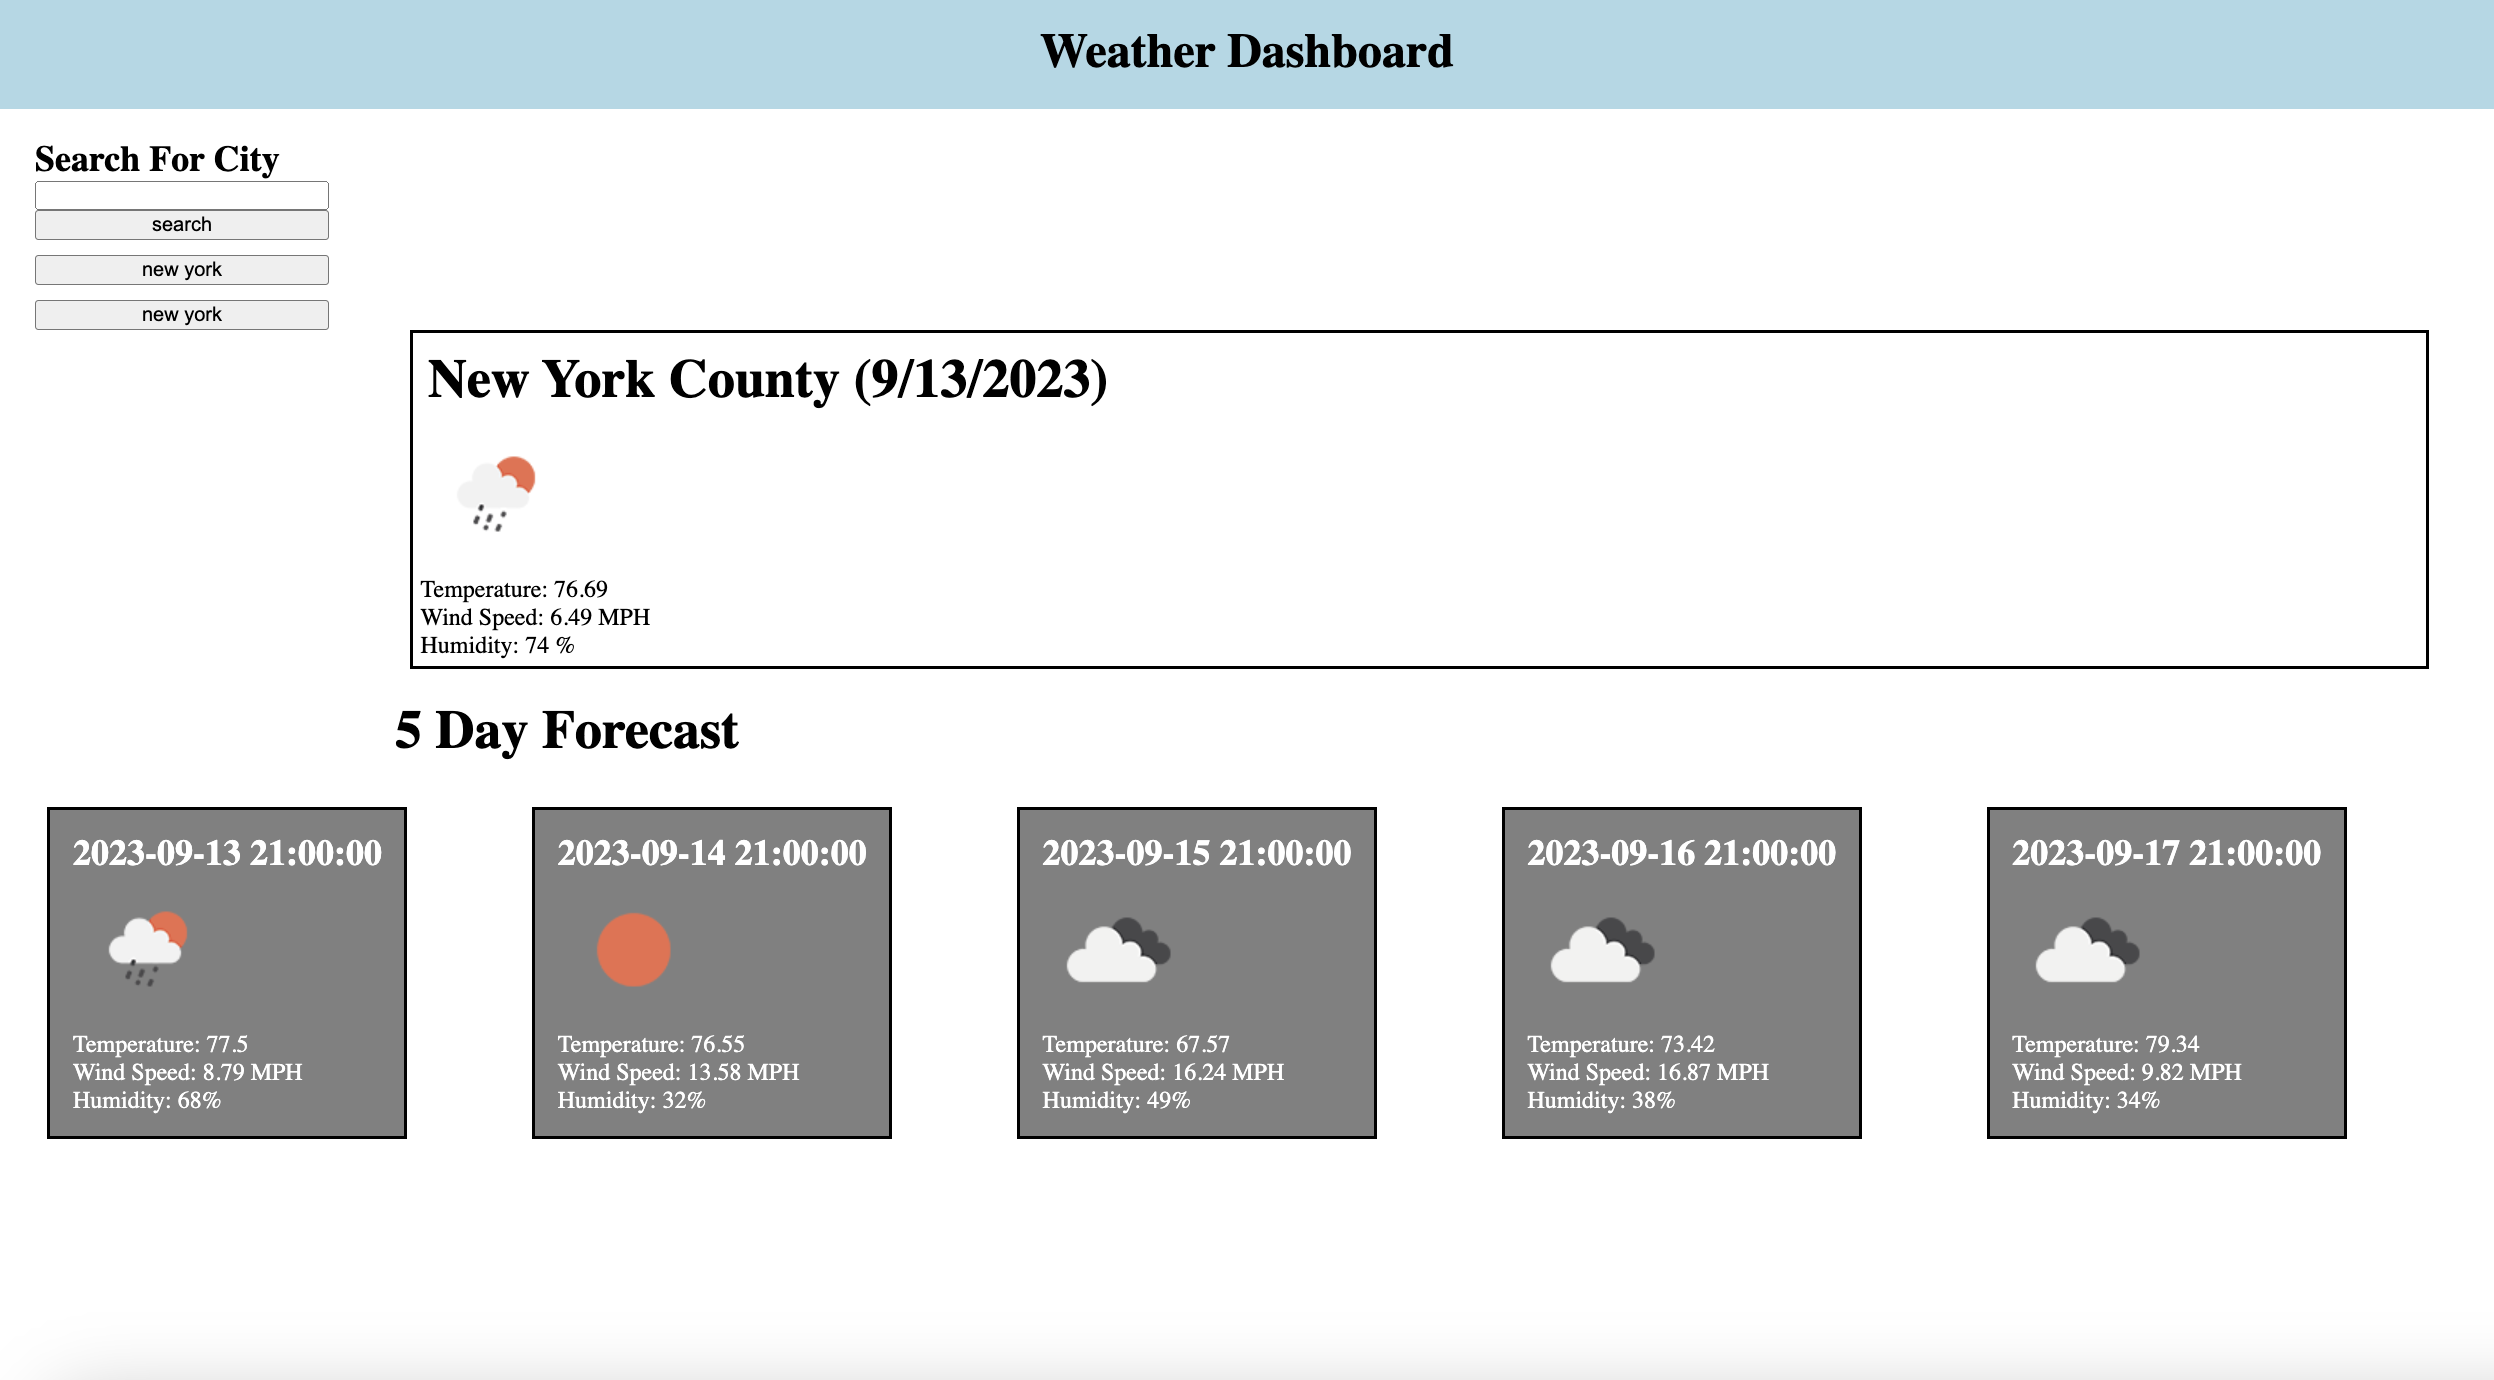 Weather Dashboard
Search For City
search
new york
new york
New York County (9/13/2023)
Temperature: 76.69
Wind Speed: 6.49 MPH
Humidity: 74 %
5 Day Forecast
2023-09-13 21:00:00
Temperature: 77.5
Wind Speed: 8.79 MPH
Humidity: 68%
2023-09-14 21:00:00
Temperature: 76.55
Wind Speed: 13.58 MPH
Humidity: 32%
2023-09-15 21:00:00
Temperature: 67.57
Wind Speed: 16.24 MPH
Humidity: 49%
2023-09-16 21:00:00
Temperature: 73.42
Wind Speed: 16.87 MPH
Humidity: 38%
2023-09-17 21:00:00
Temperature: 79.34
Wind Speed: 9.82 MPH
Humidity: 34%